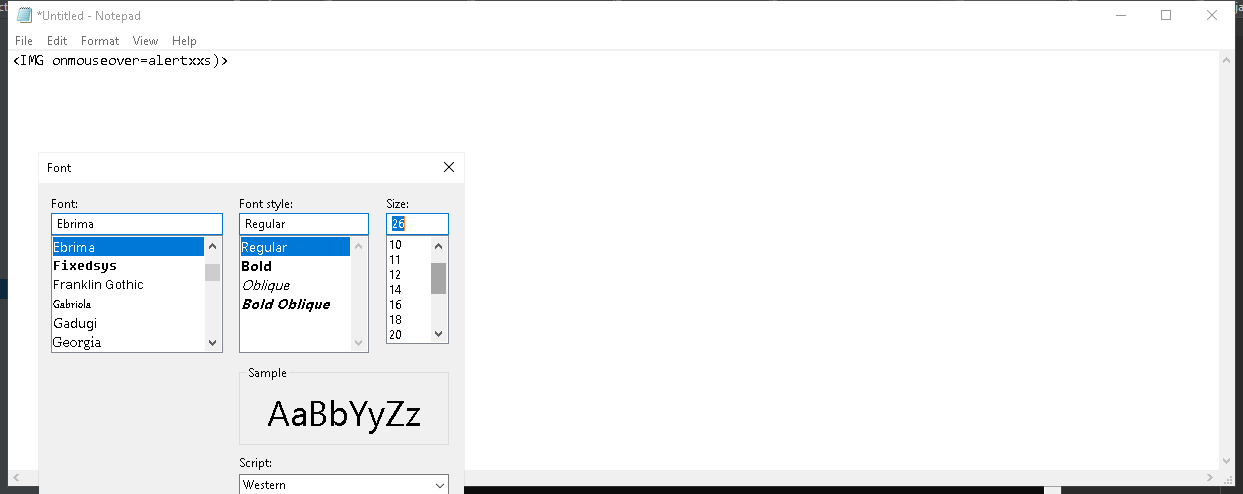 *Untitled - Notepad
File Edit Format View Help
<IMG onmouseover=alertxxs)>
Font
Font: Font style: Size:
Ebrima Regular 26
Ebrima Regular 10
Fixedsys Bold 11
Franklin Gothic Oblique 12
Gabriola Bold Oblique 14
Gadugi 16
Georgia 18
20
Sample
AaBbYyZz
Script:
Western